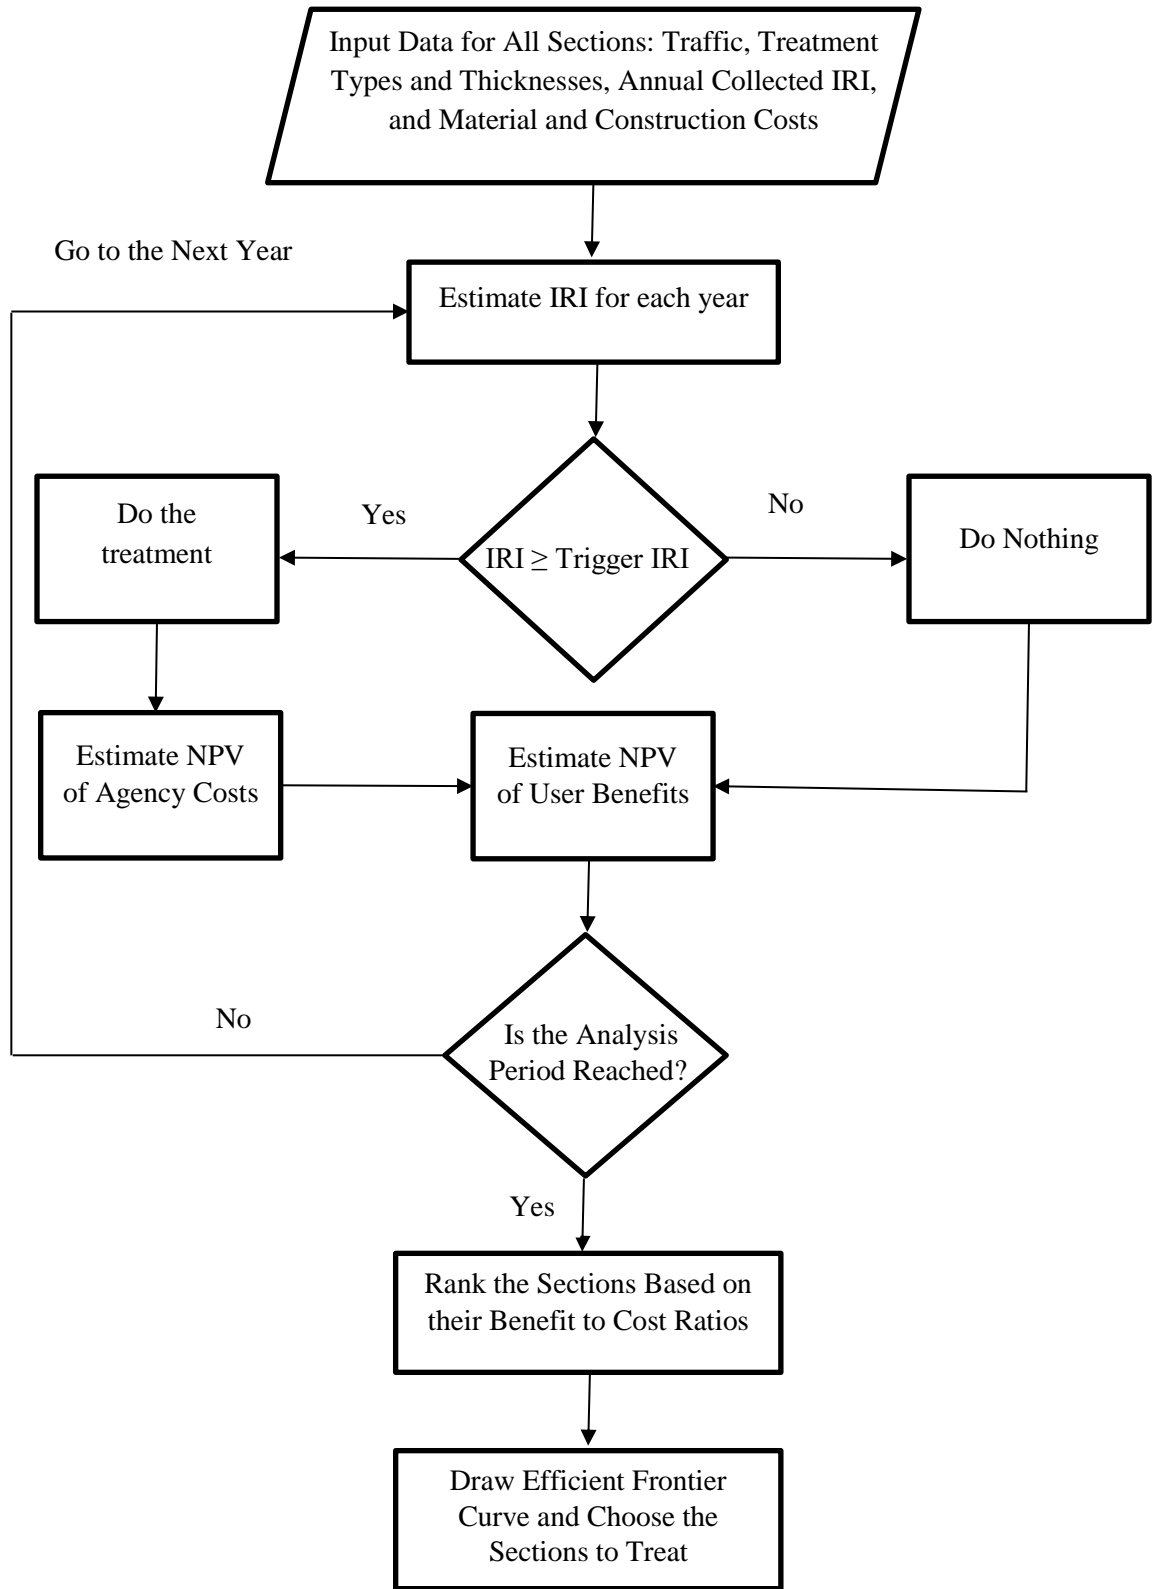 Input Data for All Sections: Traffic, Treatment
Types and Thicknesses, Annual Collected IRI,
and Material and Construction Costs
Go to the Next Year
Estimate IRI for each year
Do the
treatment
Yes
IRI ≥ Trigger IRI
No
Do Nothing
Estimate NPV
of Agency Costs
Estimate NPV
of User Benefits
No
Is the Analysis
Period Reached?
Yes
Rank the Sections Based on
their Benefit to Cost Ratios
Draw Efficient Frontier
Curve and Choose the
Sections to Treat